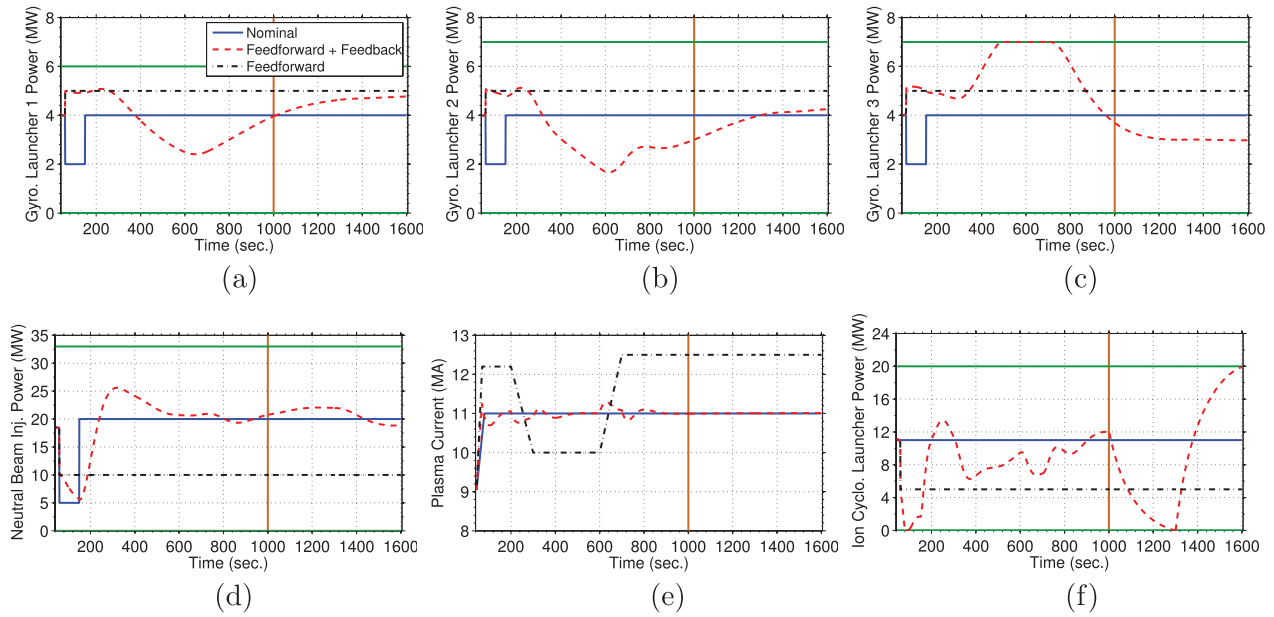 Gyro. Launcher 1 Power (MW)
8
6
4
2
0
200 400 600 800 1000 1200 1400 1600
Time (sec.)
Nominal
Feedforward + Feedback
Feedforward
(a)
Gyro. Launcher 2 Power (MW)
8
6
4
2
0
200 400 600 800 1000 1200 1400 1600
Time (sec.)
(b)
Gyro. Launcher 3 Power (MW)
8
6
4
2
0
200 400 600 800 1000 1200 1400 1600
Time (sec.)
(c)
Neutral Beam Inj. Power (MW)
35
30
25
20
15
10
5
0
200 400 600 800 1000 1200 1400 1600
Time (sec.)
(d)
Plasma Current (MA)
13
12
11
10
9
8
200 400 600 800 1000 1200 1400 1600
Time (sec.)
(e)
Ion Cyclo. Launcher Power (MW)
24
20
16
12
8
4
0
200 400 600 800 1000 1200 1400 1600
Time (sec.)
(f)